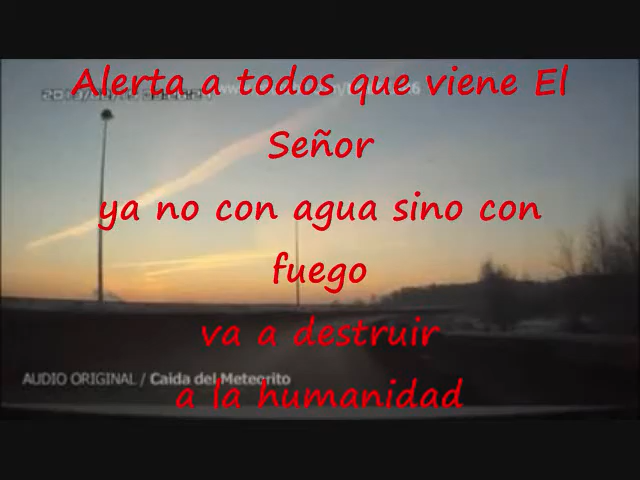 Alerta a todos que viene El
Señor
ya no con agua sino con
fuego
va a destruir
AUDIO ORIGINAL / Caida del Meteorito
a la humanidad